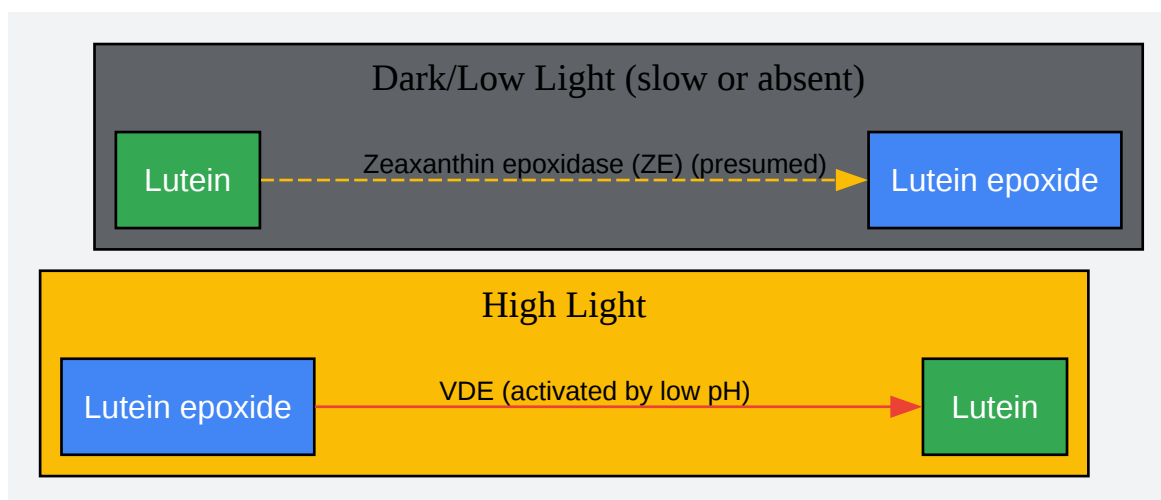 Dark/Low Light (slow or absent)
Lutein
Zeaxanthin epoxidase (ZE) (presumed)
Lutein epoxide
High Light
Lutein epoxide
VDE (activated by low pH)
Lutein